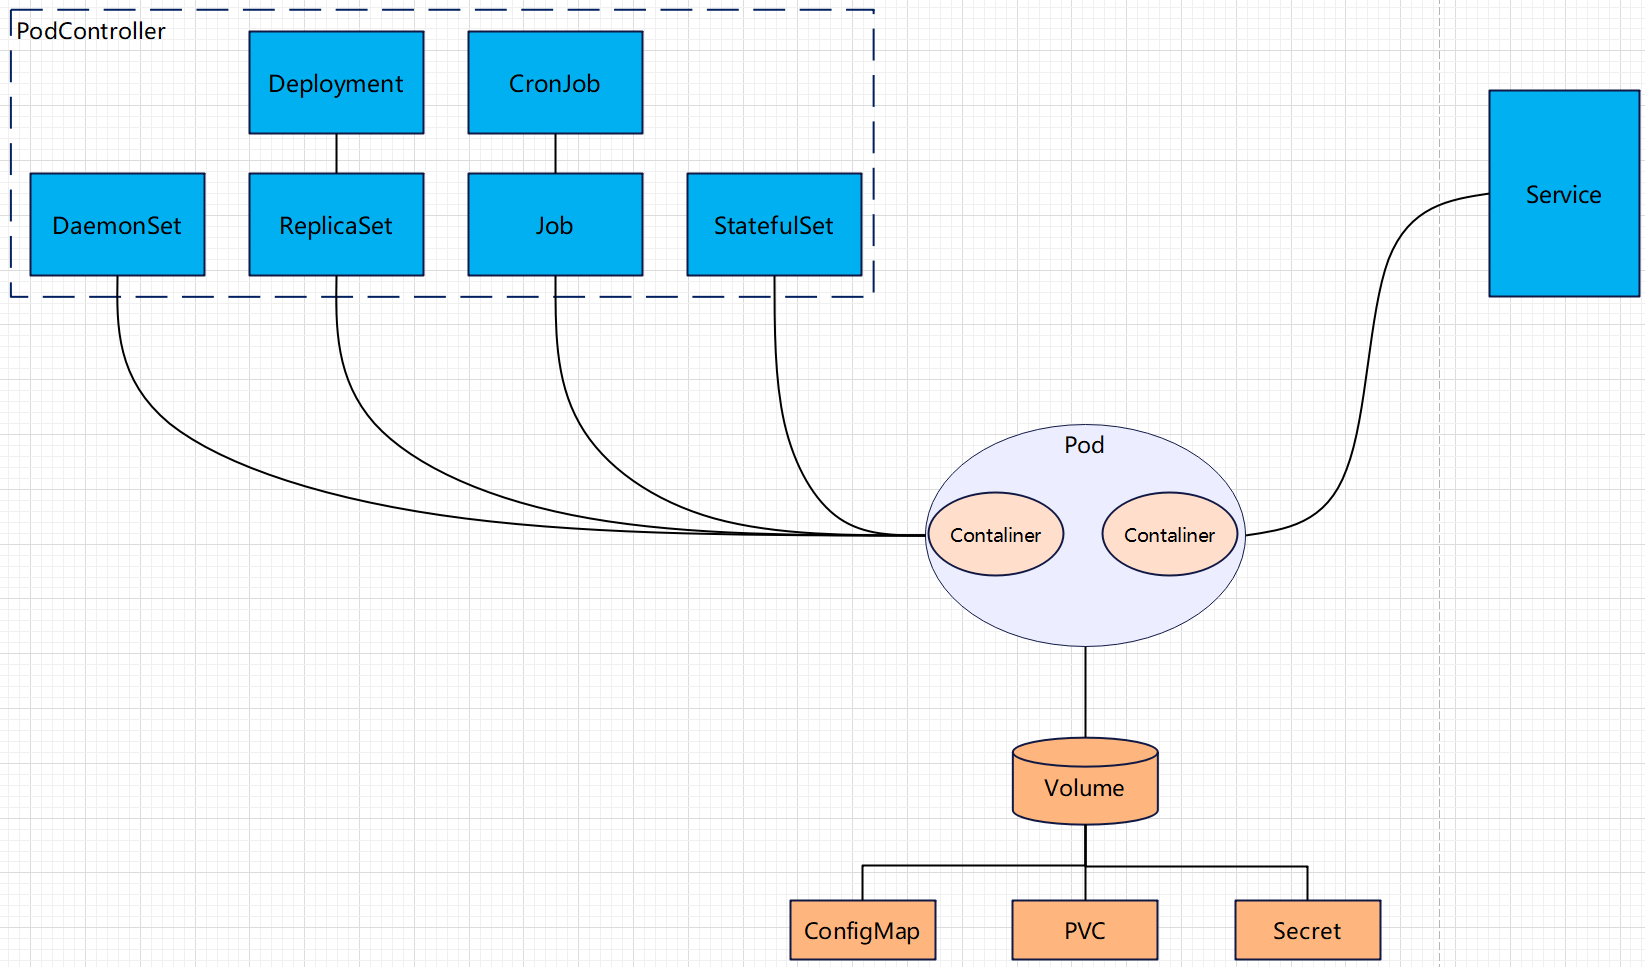 PodController
Deployment
CronJob
DaemonSet
ReplicaSet
Job
StatefulSet
Service
Pod
Contaliner
Contaliner
Volume
ConfigMap
PVC
Secret